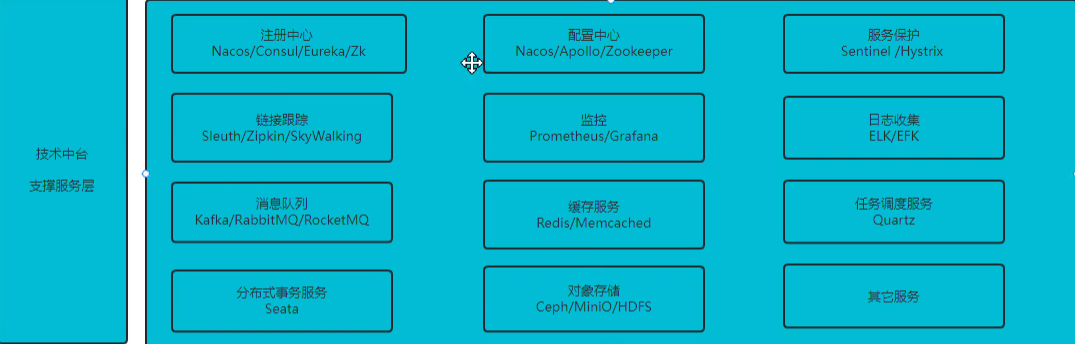 技术中台
支撑服务层
注册中心
Nacos/Consul/Eureka/Zk
配置中心
Nacos/Apollo/Zookeeper
服务保护
Sentinel /Hystrix
链接跟踪
Sleuth/Zipkin/SkyWalking
监控
Prometheus/Grafana
日志收集
ELK/EFK
消息队列
Kafka/RabbitMQ/RocketMQ
缓存服务
Redis/Memcached
任务调度服务
Quartz
分布式事务服务
Seata
对象存储
Ceph/MiniO/HDFS
其它服务